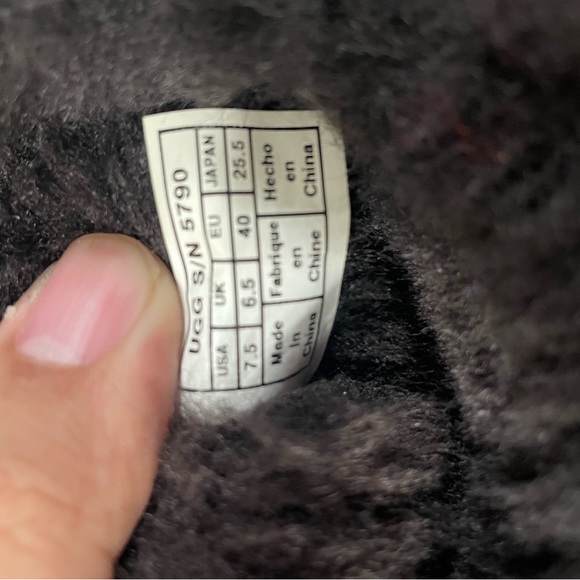 UGG S/N 5790
USA UK EU JAPAN
7.5 6.5 40 25.5
Made in China
Fabrique en Chine
Hecho en China